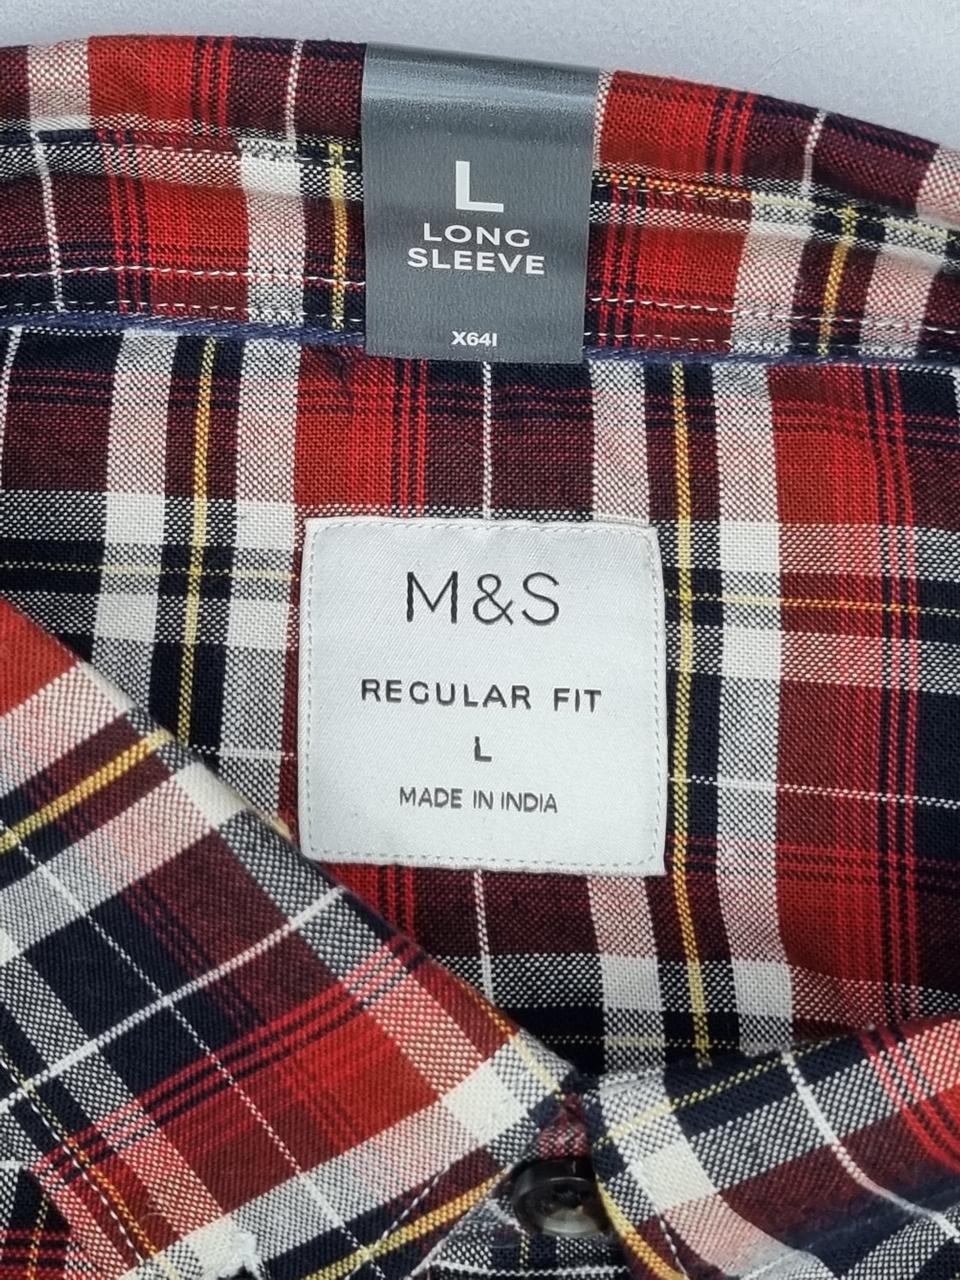 L
LONG
SLEEVE
X64I
M&S
REGULAR FIT
L
MADE IN INDIA